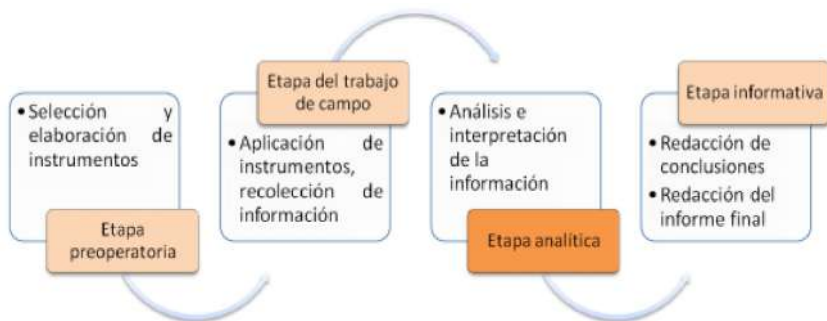 • Selección y
elaboración de
instrumentos
Etapa
preoperatoria
Etapa del trabajo
de campo
• Aplicación de
instrumentos,
recolección de
información
• Análisis e
interpretación
de la
información
Etapa analítica
Etapa informativa
• Redacción de
conclusiones
• Redacción del
informe final